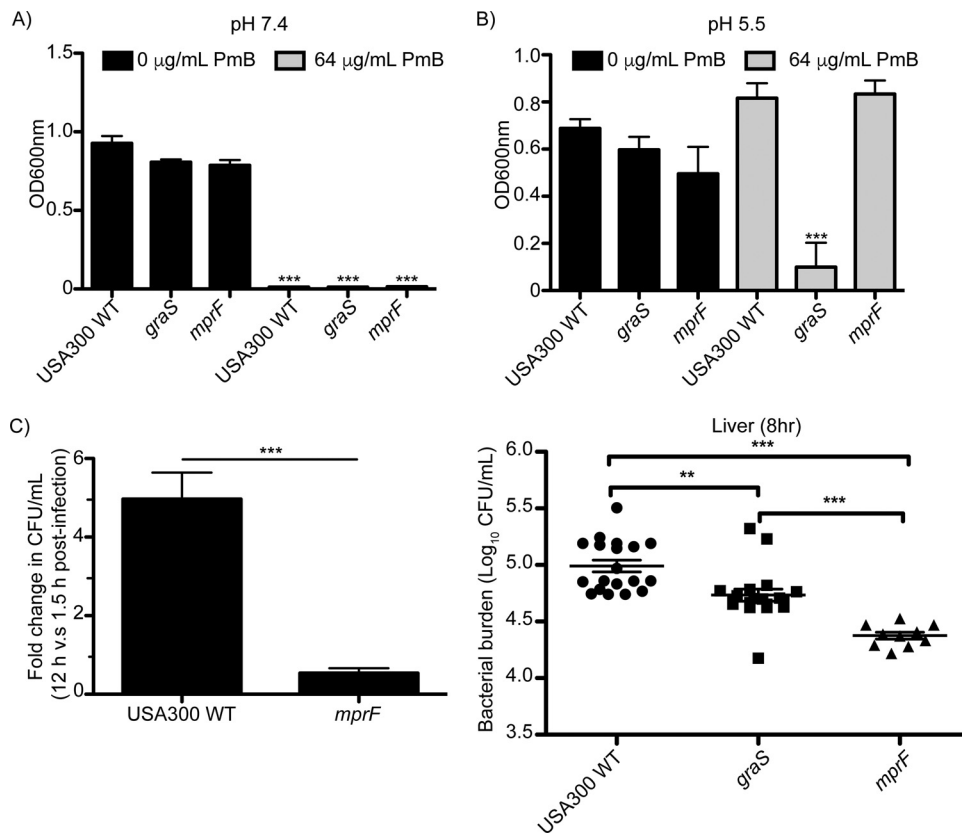 A)
pH 7.4
0 µg/mL PmB
64 µg/mL PmB
1.5
1.0
0.5
0
OD600nm
*** *** ***
USA300 WT
graS
mprF
USA300 WT
graS
mprF
B)
pH 5.5
0 µg/mL PmB
64 µg/mL PmB
1.0
0.8
0.6
0.4
0.2
0
OD600nm
***
USA300 WT
graS
mprF
USA300 WT
graS
mprF
C)
Fold change in CFU/mL
(12 h v.s 1.5 h post-infection)
6
4
2
0
***
USA300 WT
mprF
Liver (8hr)
Bacterial burden (Log10 CFU/mL)
6.0
5.5
5.0
4.5
4.0
3.5
***
**
***
USA300 WT
graS
mprF